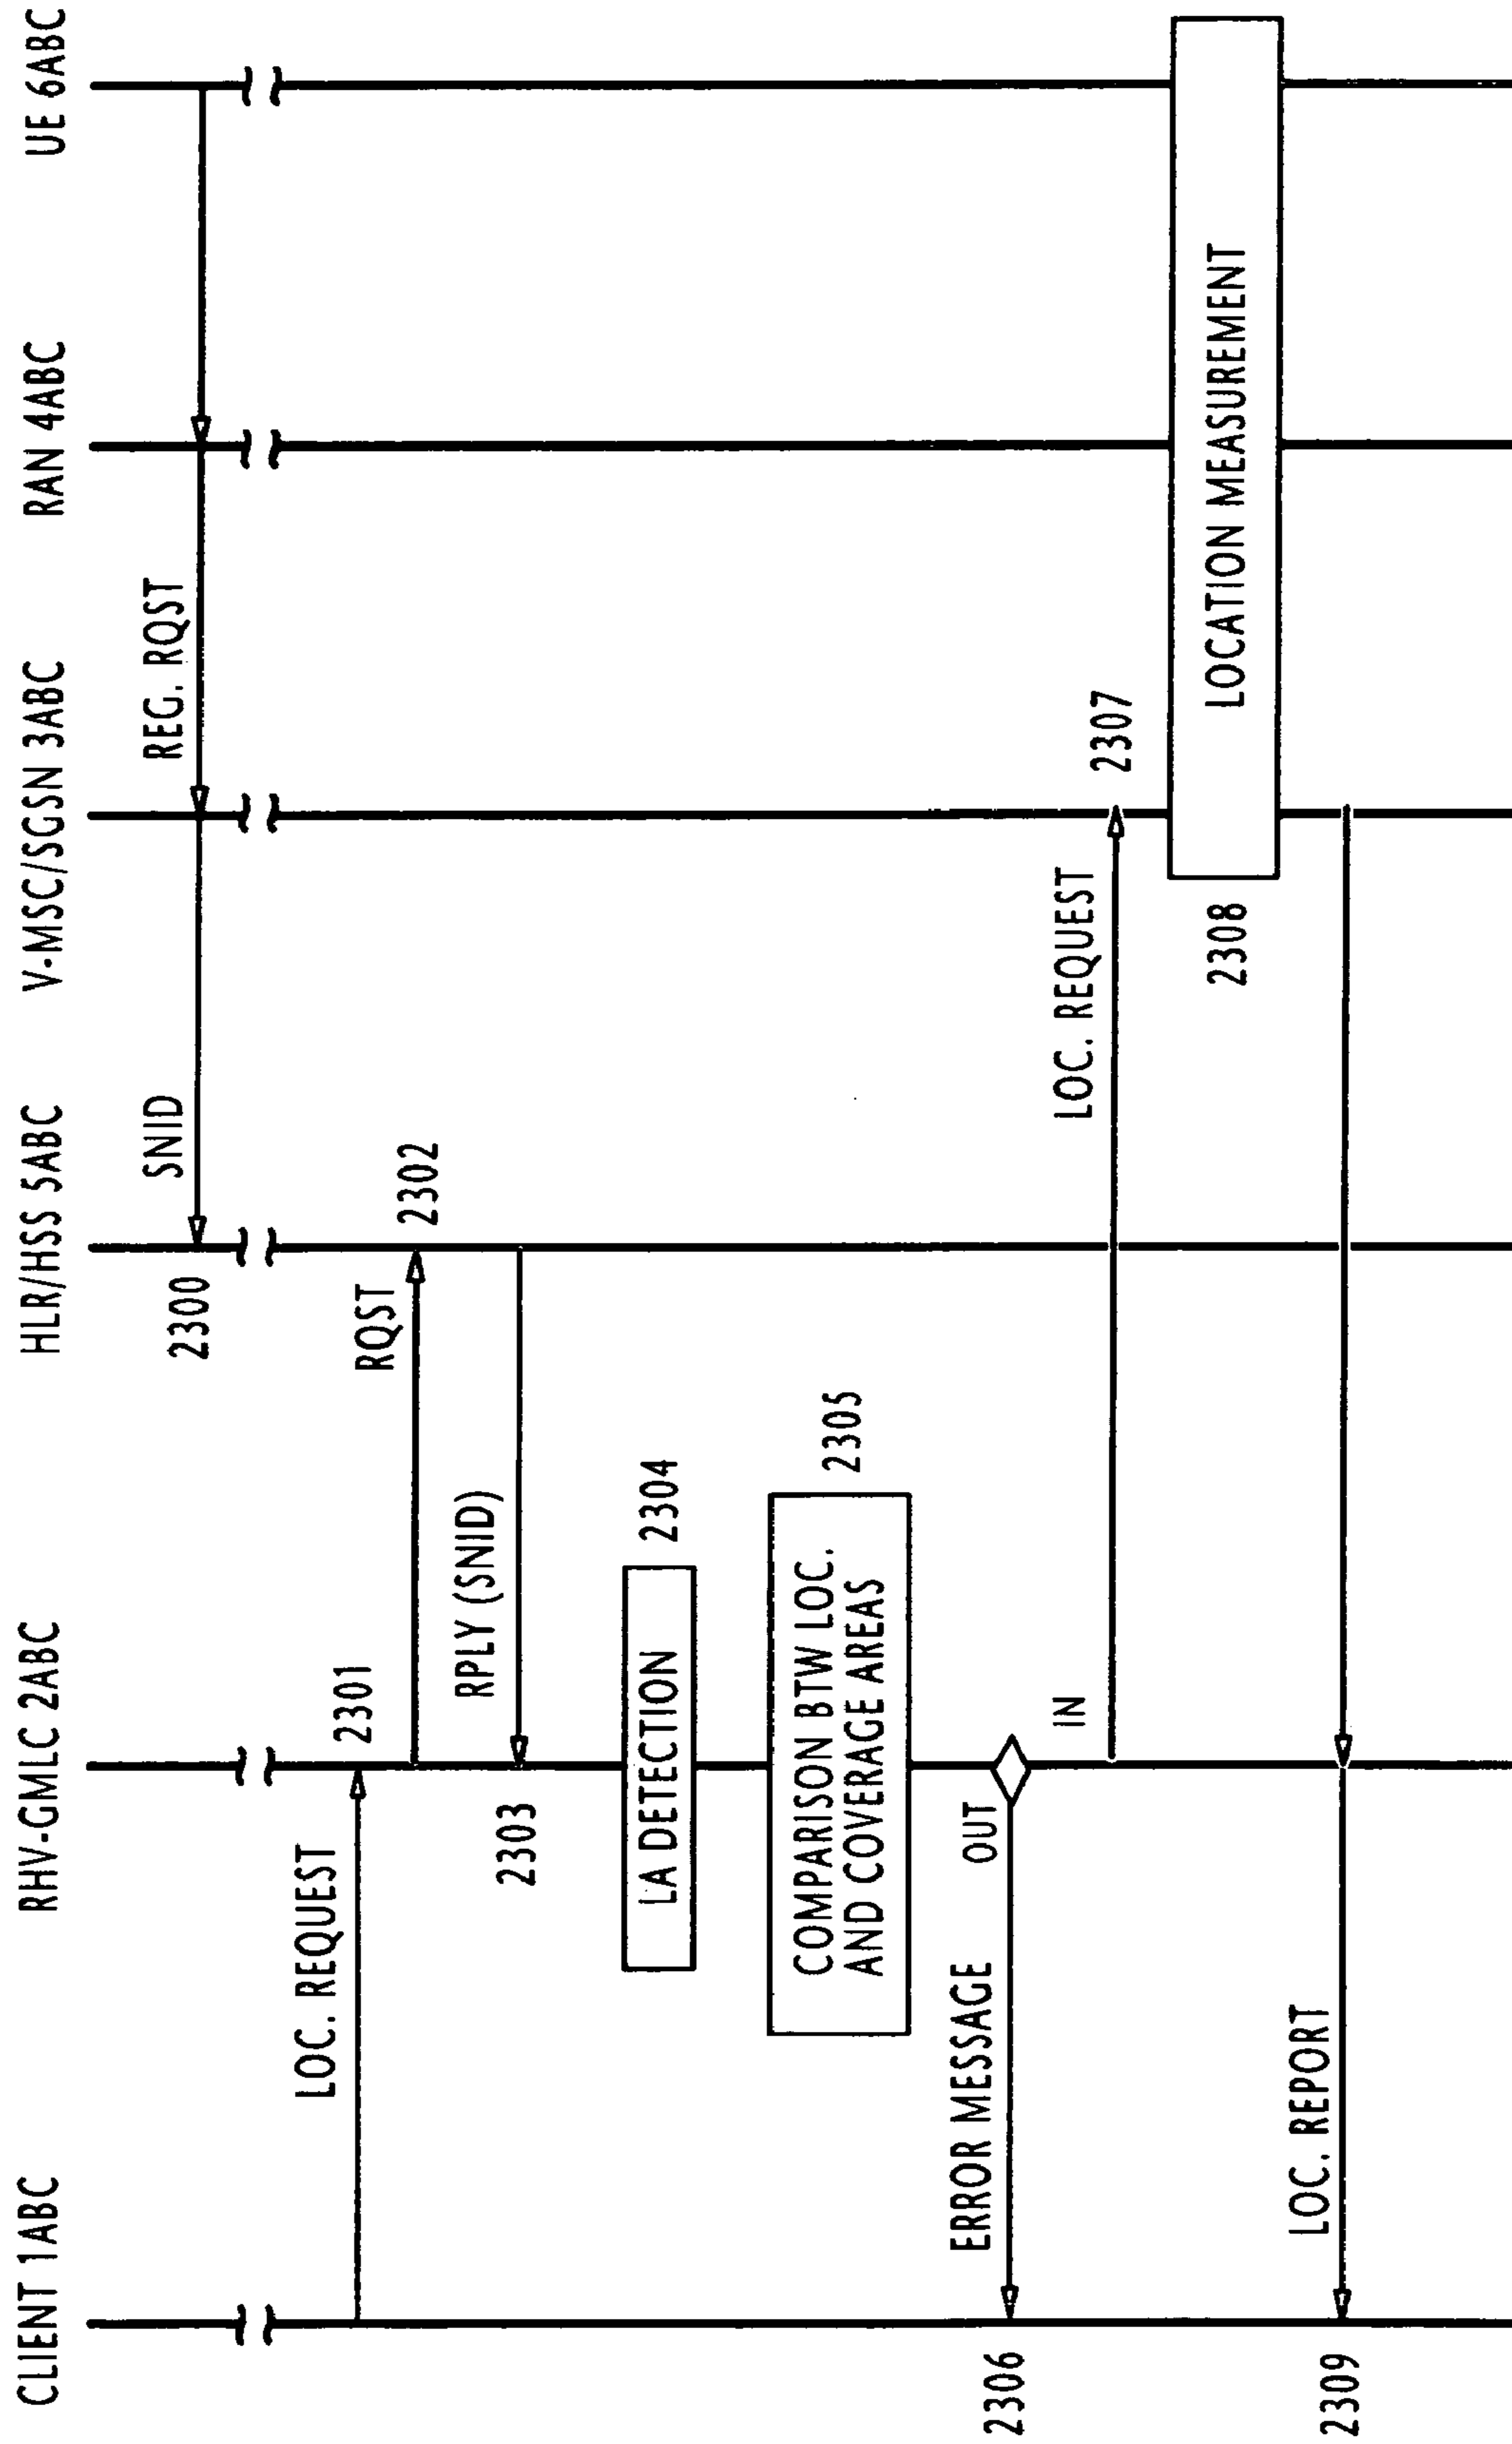 CLIENT 1ABC
RHV-GMLC 2ABC
HLR/HSS 5ABC
V-MSC/SGSN 3ABC
RAN 4ABC
UE 6ABC
2300
SNID
REG. RQST
LOC. REQUEST
2301
RQST
2302
2303
RPLY (SNID)
LA DETECTION
2304
COMPARISON BTW LOC.
AND COVERAGE AREAS
2305
2306
ERROR MESSAGE
OUT
IN
LOC. REQUEST
2307
2308
LOCATION MEASUREMENT
2309
LOC. REPORT